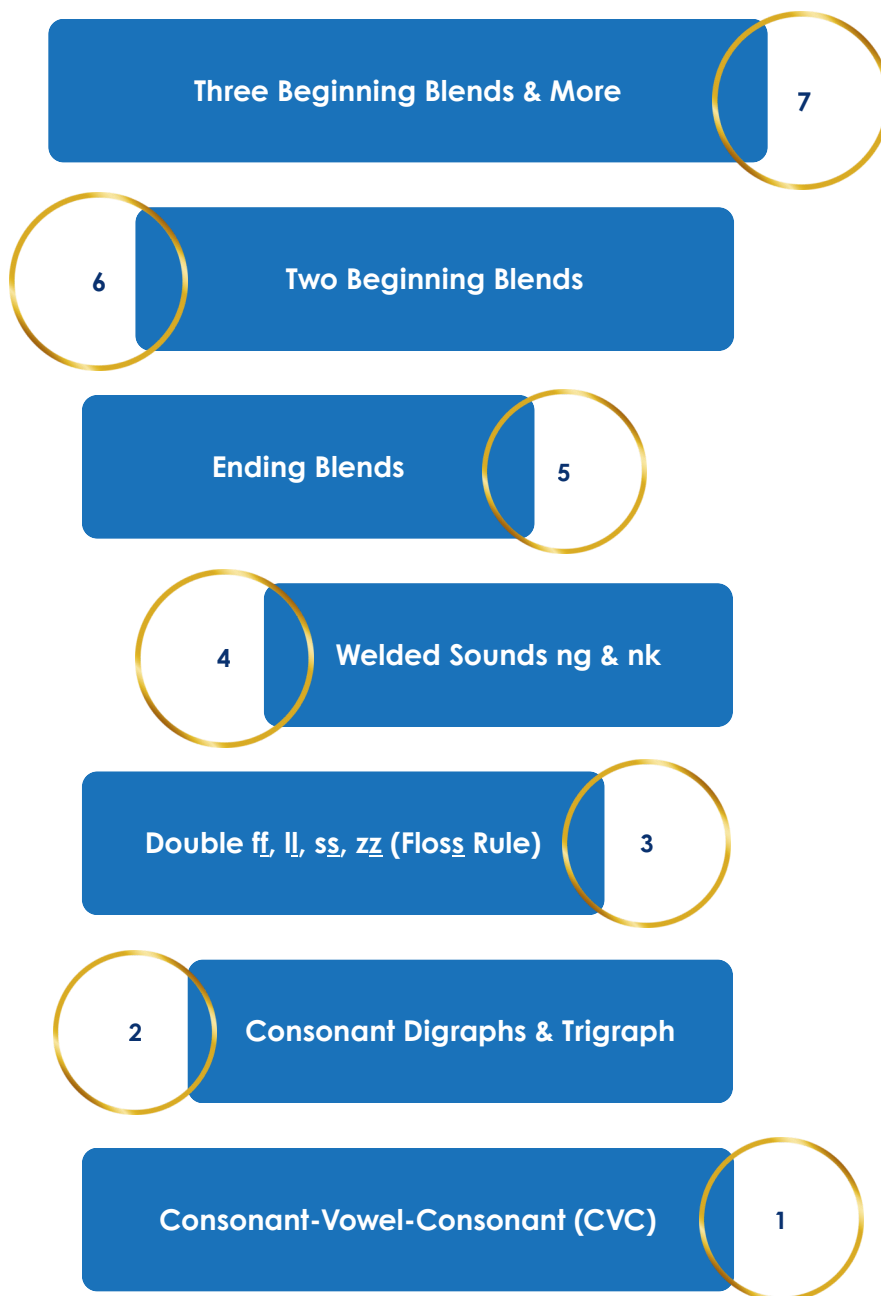 Three Beginning Blends & More
7
6
Two Beginning Blends
Ending Blends
5
4
Welded Sounds ng & nk
Double ff, ll, ss, zz (Floss Rule)
3
2
Consonant Digraphs & Trigraph
Consonant-Vowel-Consonant (CVC)
1